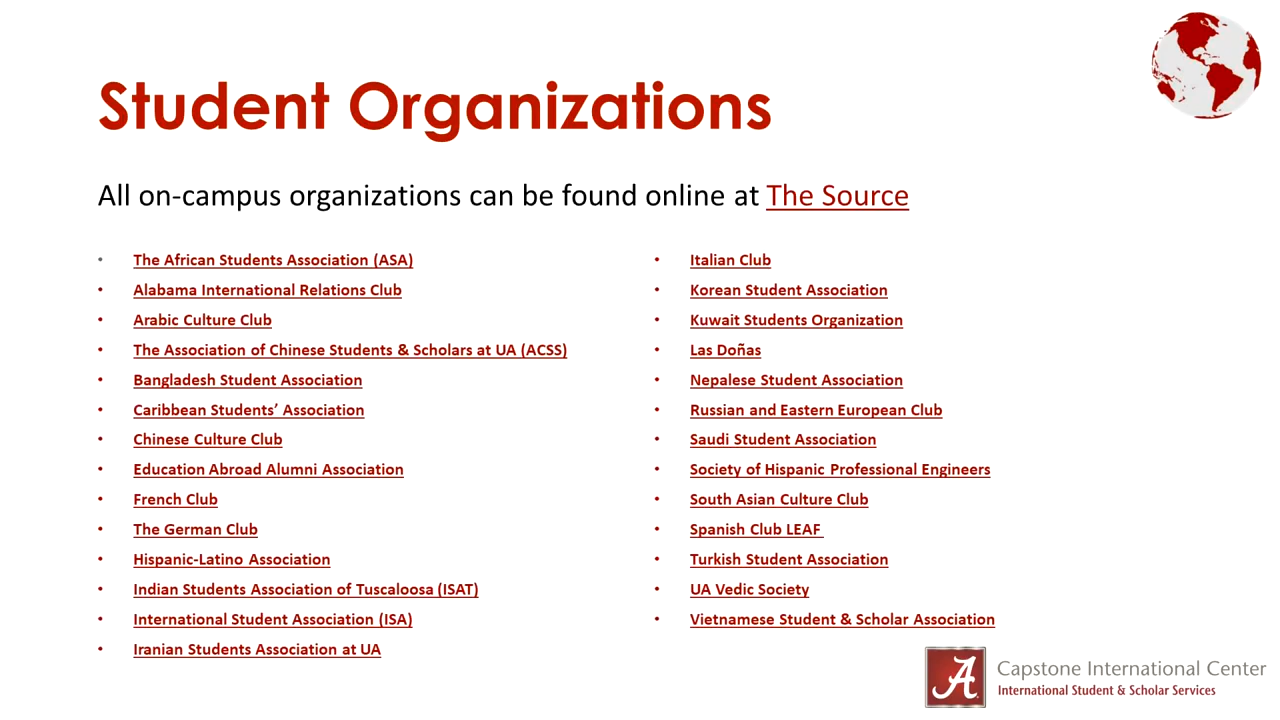 Student Organizations
All on-campus organizations can be found online at The Source
• The African Students Association (ASA)
• Alabama International Relations Club
• Arabic Culture Club
• The Association of Chinese Students & Scholars at UA (ACSS)
• Bangladesh Student Association
• Caribbean Students’ Association
• Chinese Culture Club
• Education Abroad Alumni Association
• French Club
• The German Club
• Hispanic-Latino Association
• Indian Students Association of Tuscaloosa (ISAT)
• International Student Association (ISA)
• Iranian Students Association at UA
• Italian Club
• Korean Student Association
• Kuwait Students Organization
• Las Doñas
• Nepalese Student Association
• Russian and Eastern European Club
• Saudi Student Association
• Society of Hispanic Professional Engineers
• South Asian Culture Club
• Spanish Club LEAF
• Turkish Student Association
• UA Vedic Society
• Vietnamese Student & Scholar Association
A
Capstone International Center
International Student & Scholar Services